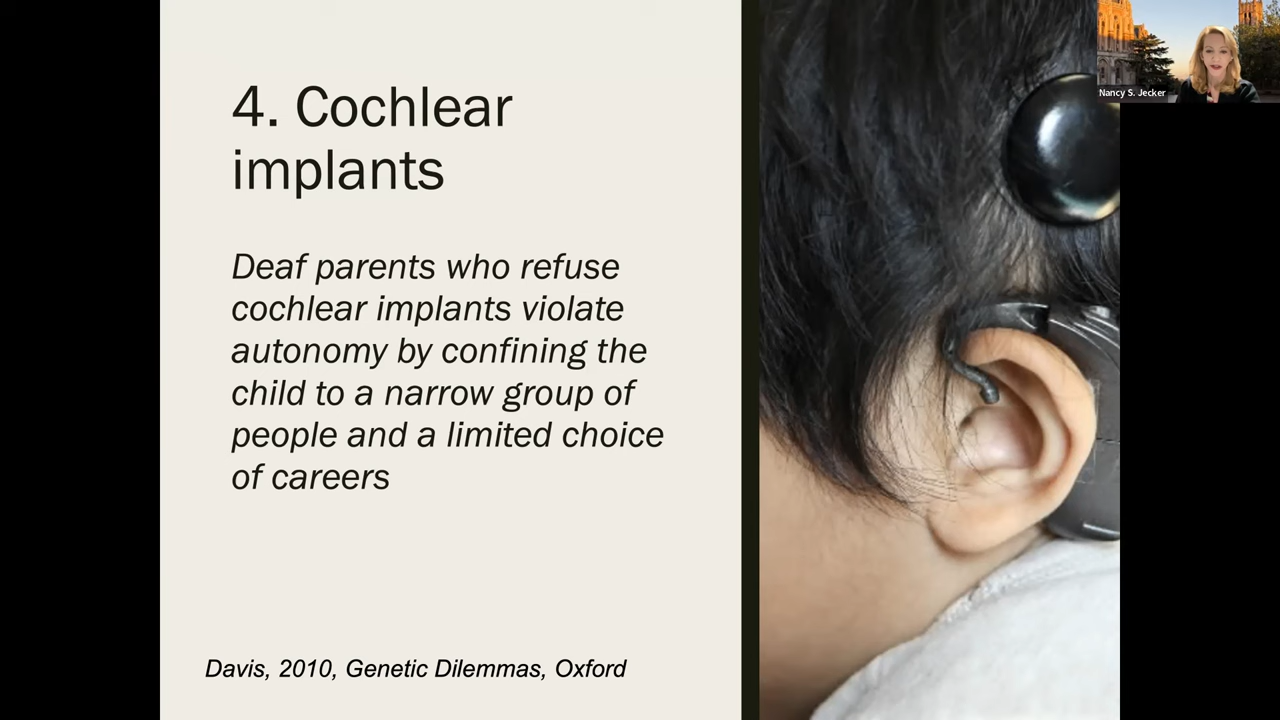 4. Cochlear
implants
Deaf parents who refuse
cochlear implants violate
autonomy by confining the
child to a narrow group of
people and a limited choice
of careers
Davis, 2010, Genetic Dilemmas, Oxford
Nancy S. Jecker